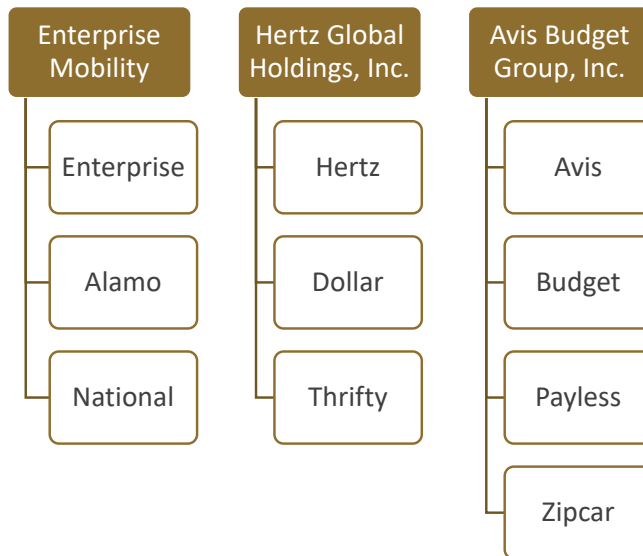 Enterprise
Mobility
Enterprise
Alamo
National
Hertz Global
Holdings, Inc.
Hertz
Dollar
Thrifty
Avis Budget
Group, Inc.
Avis
Budget
Payless
Zipcar